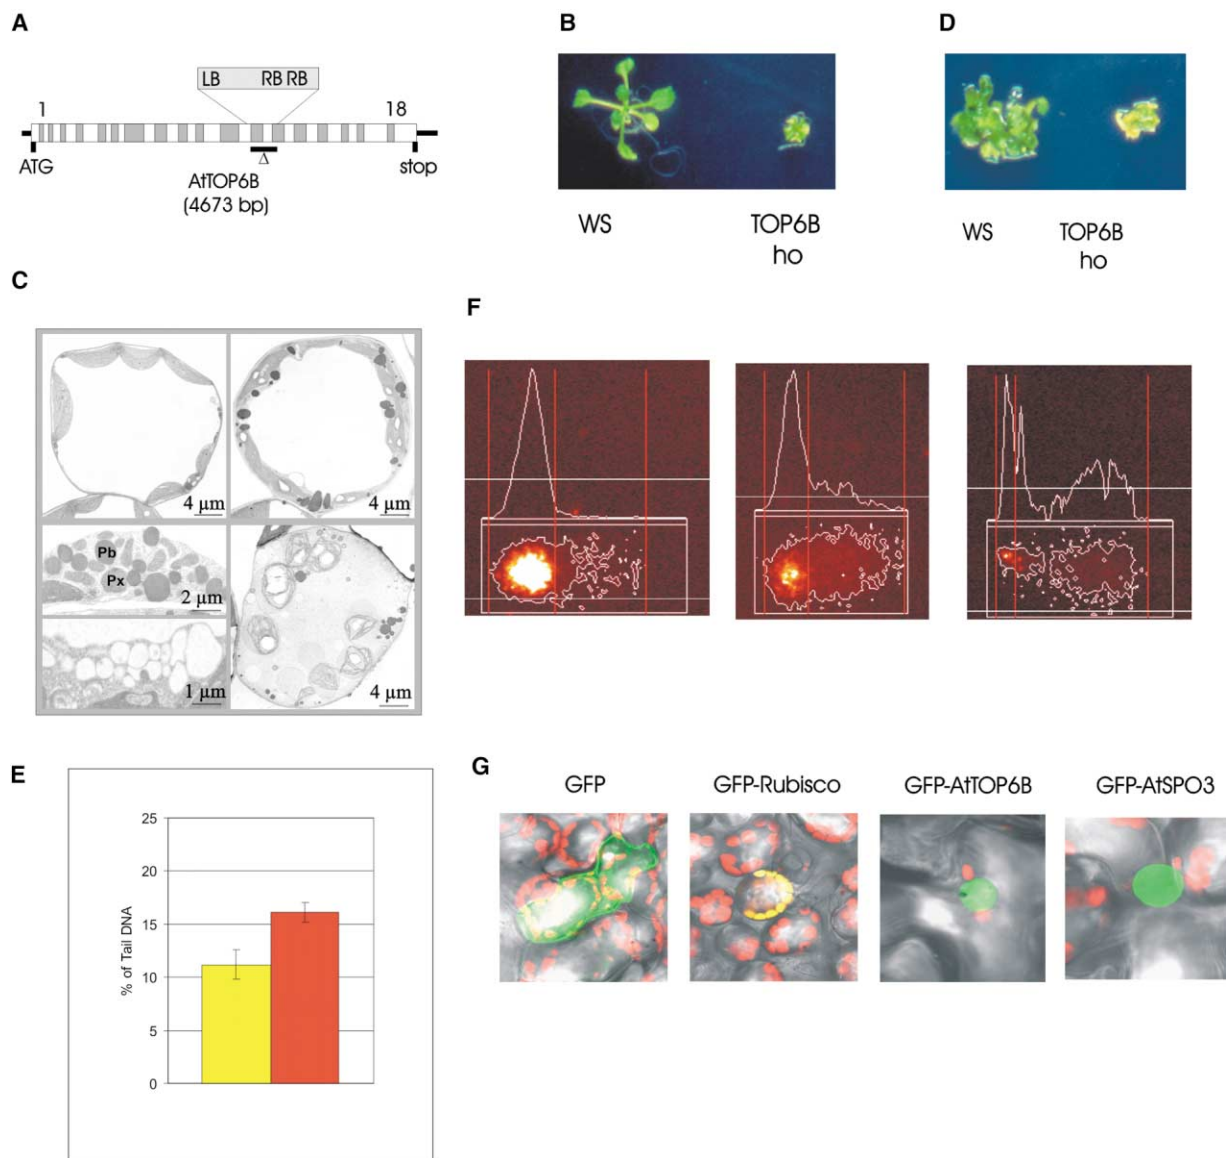 A
LB RB RB
1 18
ATG stop
Δ
AtTOP6B
(4673 bp)
B
WS TOP6B
ho
D
WS TOP6B
ho
C
4 µm 4 µm
Pb
Px
2 µm
1 µm 4 µm
F
E
25
20
15
10
5
0
% of Tail DNA
G
GFP GFP-Rubisco GFP-AtTOP6B GFP-AtSPO3